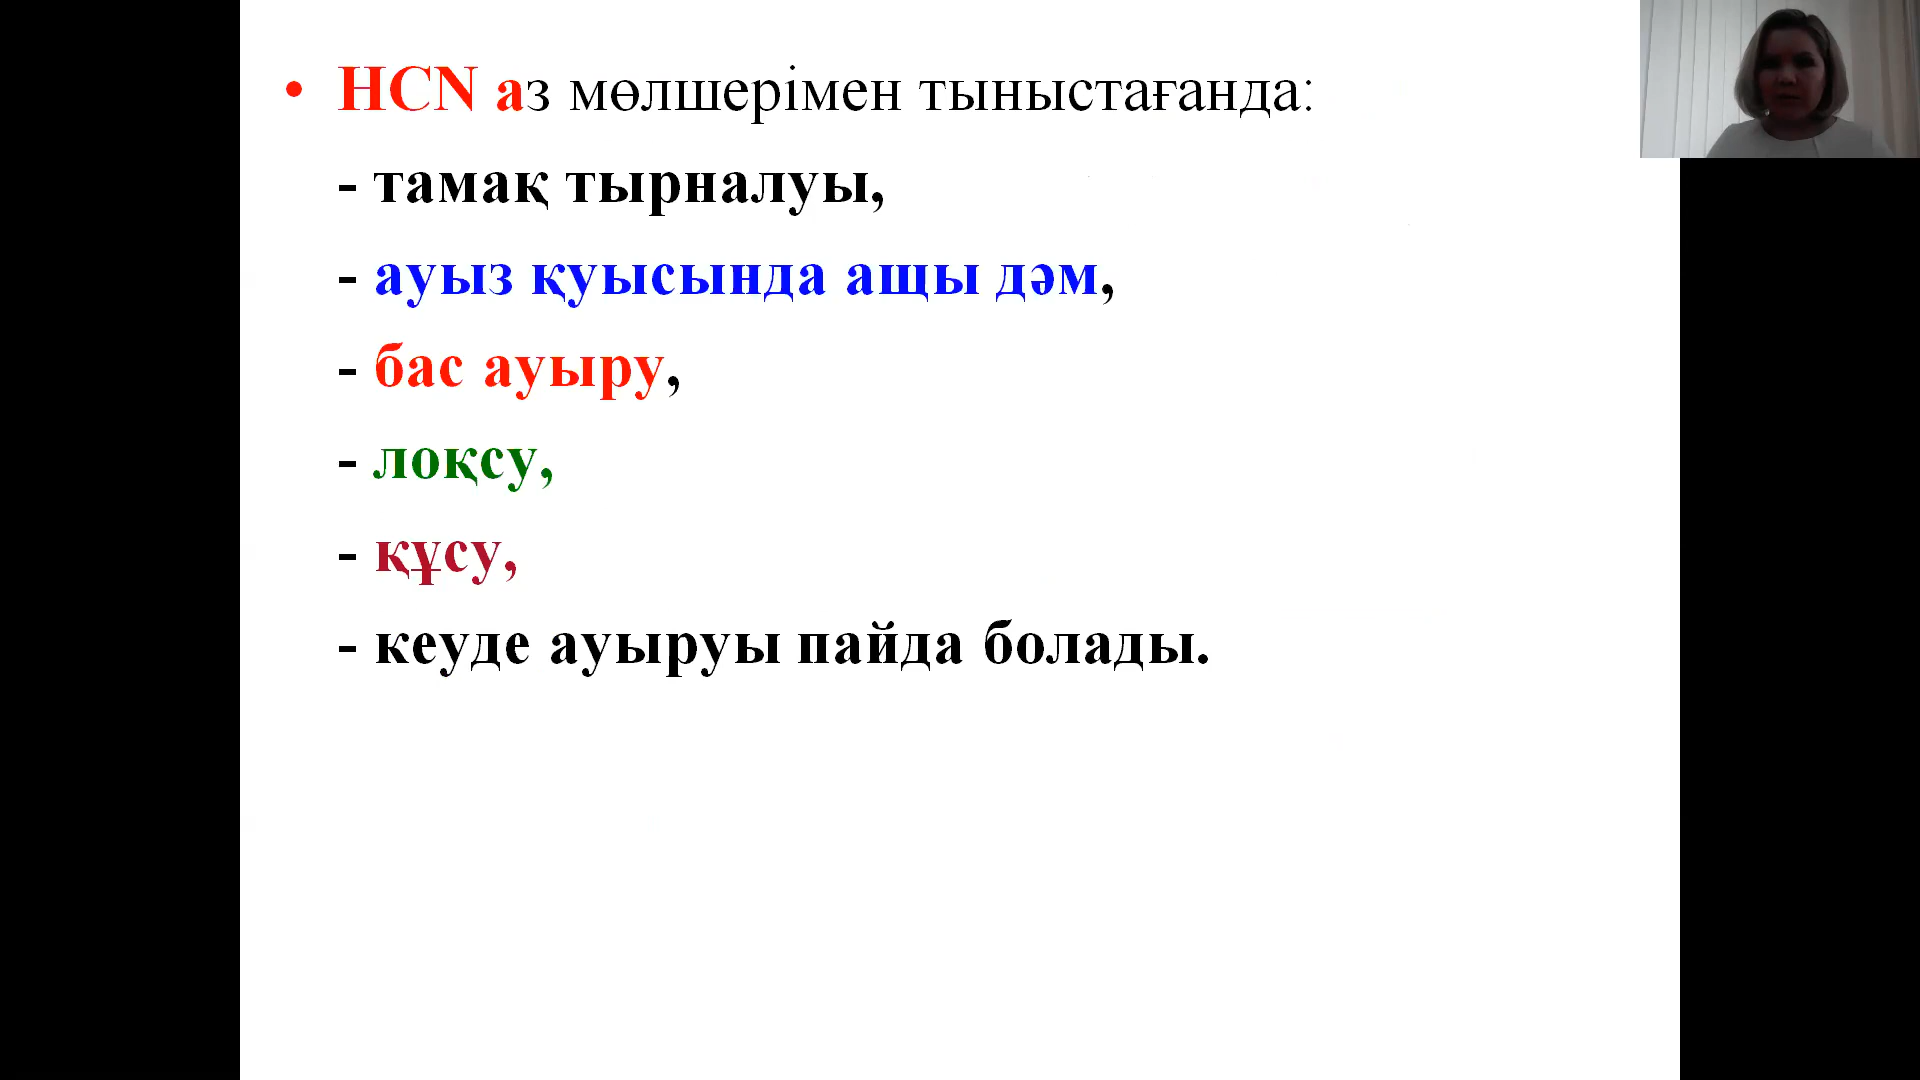 • HCN аз мөлшерімен тыныстағанда:
- тамақ тырналуы,
- ауыз қуысында ащы дәм,
- бас ауыру,
- лоқсу,
- құсу,
- кеуде ауыруы пайда болады.